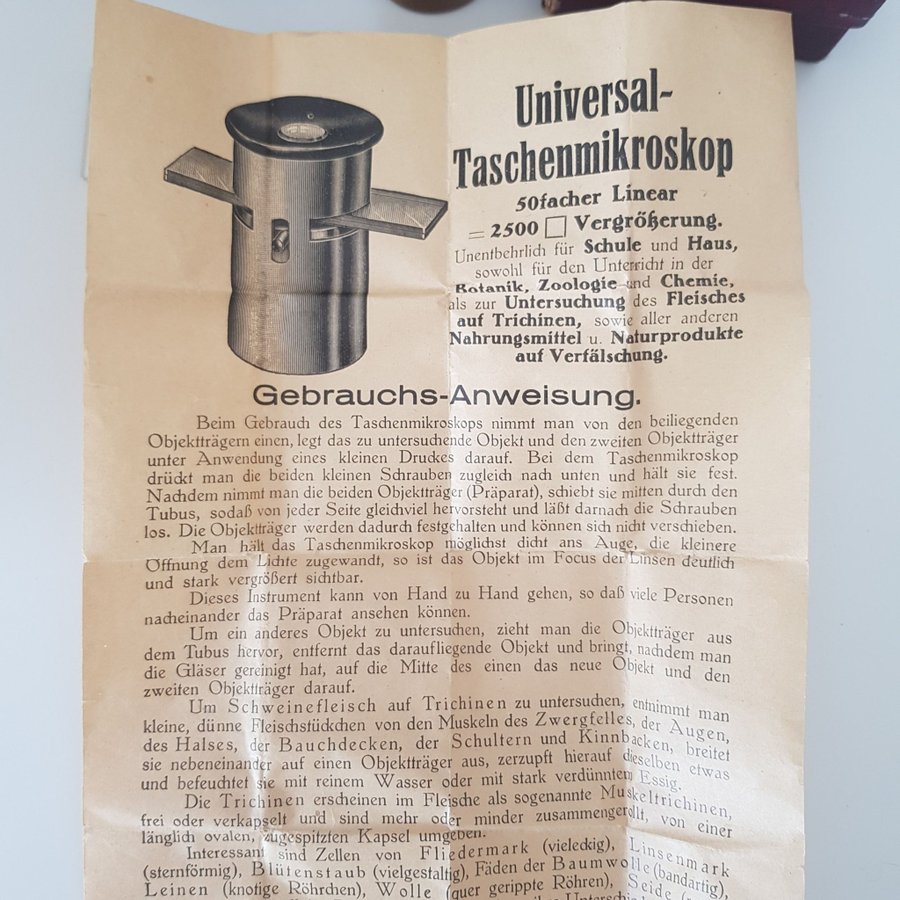 Universal-
Taschenmikroskop
50facher Linear
= 2500 □ Vergrößerung.
Unentbehrlich für Schule und Haus,
sowohl für den Unterricht in der
Botanik, Zoologie und Chemie,
als zur Untersuchung des Fleisches
auf Trichinen, sowie aller anderen
Nahrungsmittel u. Naturprodukte
auf Verfälschung.
Gebrauchs-Anweisung.
Beim Gebrauch des Taschenmikroskops nimmt man von den beiliegenden
Objektträgern einen, legt das zu untersuchende Objekt und den zweiten Objektträger
unter Anwendung eines kleinen Druckes darauf. Bei dem Taschenmikroskop
drückt man die beiden kleinen Schrauben zugleich nach unten und hält sie fest.
Nachdem nimmt man die beiden Objektträger (Präparat), schiebt sie mitten durch den
Tubus, sodaß von jeder Seite gleichviel hervorsteht und läßt darnach die Schrauben
los. Die Objektträger werden dadurch festgehalten und können sich nicht verschieben.
Man hält das Taschenmikroskop möglichst dicht ans Auge, die kleinere
Öffnung dem Lichte zugewandt, so ist das Objekt im Focus der Linsen deutlich
und stark vergrößert sichtbar.
Dieses Instrument kann von Hand zu Hand gehen, so daß viele Personen
nacheinander das Präparat ansehen können.
Um ein anderes Objekt zu untersuchen, zieht man die Objektträger aus
dem Tubus hervor, entfernt das daraufliegende Objekt und bringt, nachdem man
die Gläser gereinigt hat, auf die Mitte des einen das neue Objekt und den
zweiten Objektträger darauf.
Um Schweinefleisch auf Trichinen zu untersuchen, entnimmt man
kleine, dünne Fleischstückchen von den Muskeln des Zwergfelles, der Augen,
des Halses, der Bauchdecken, der Schultern und Kinnbacken, breitet
sie nebeneinander auf einen Objektträger aus, zerzupft hierauf dieselben etwas
und befeuchtet sie mit reinem Wasser oder mit stark verdünntem Essig.
Die Trichinen erscheinen im Fleische als sogenannte Muskeltrichinen,
frei oder verkapselt und sind mehr oder minder zusammengerollt, von einer
länglich ovalen, zugespitzten Kapsel umgeben.
Interessant sind Zellen von Fliedermark (vieleckig), Linsenmark
(sternförmig), Blütenstaub (vielgestaltig), Fäden der Baumwolle (bandartig),
Leinen (knotige Röhrchen), Wolle (quer gerippte Röhren), Seide